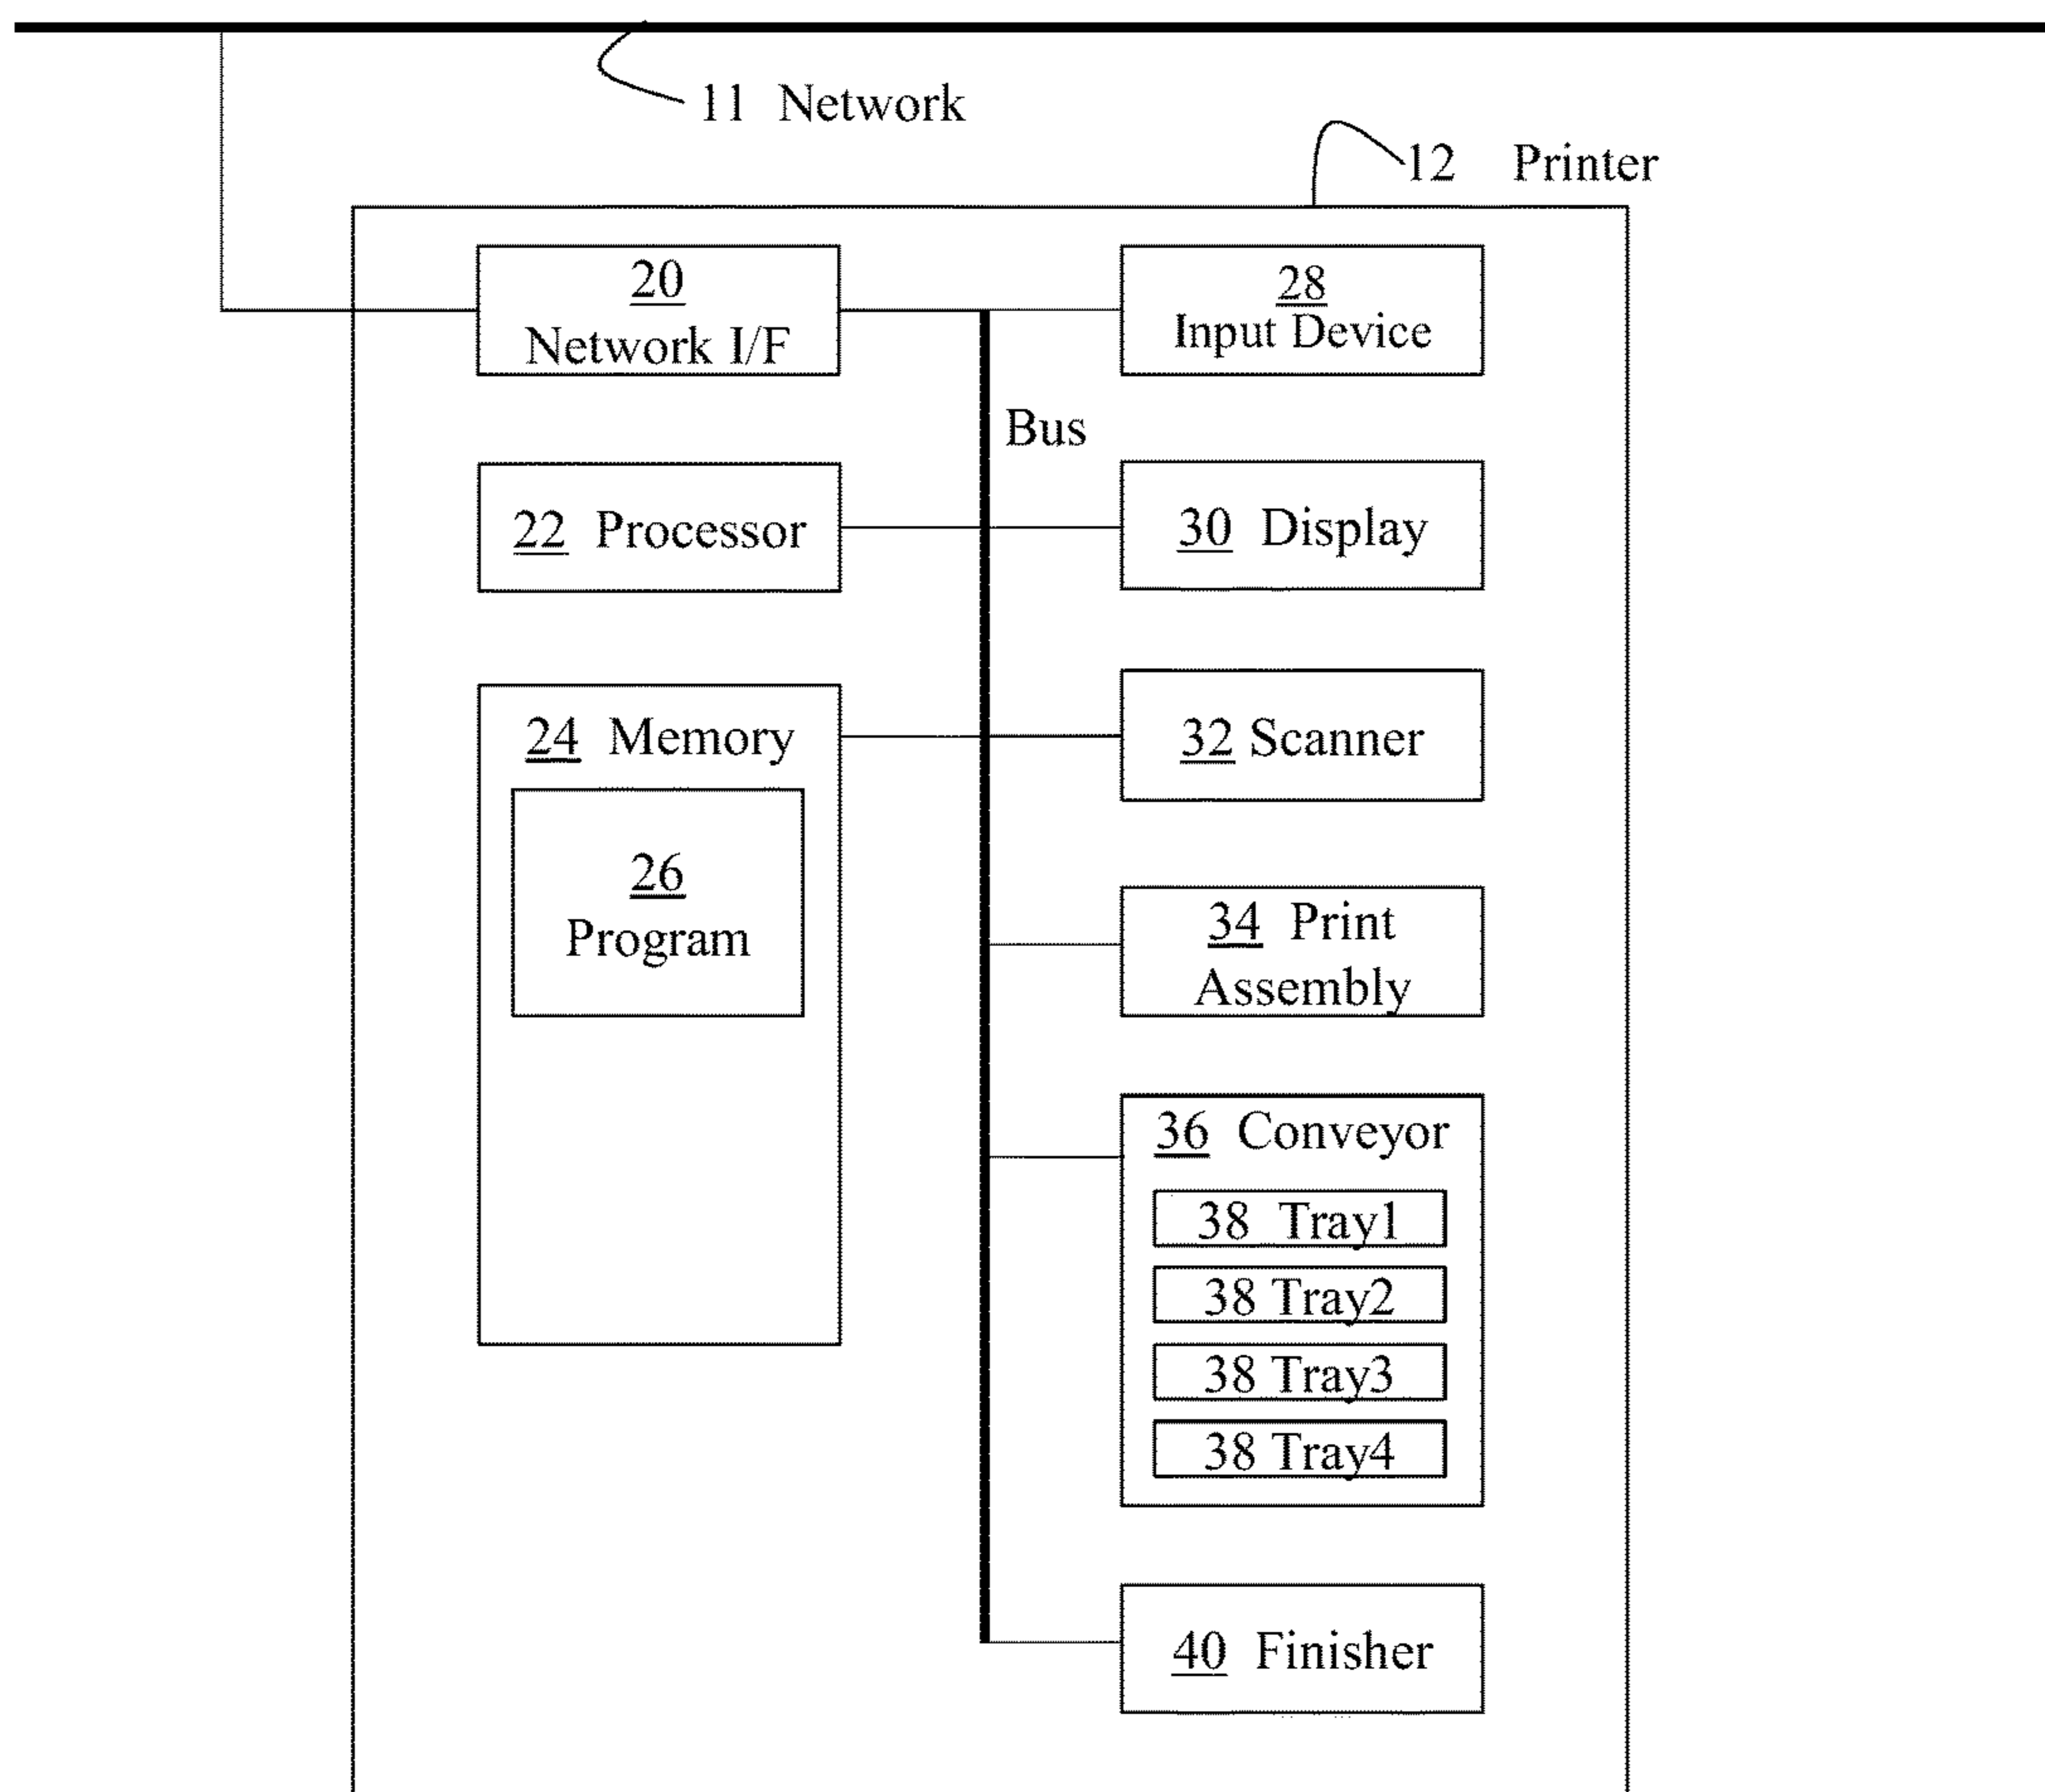 11 Network
12 Printer
20
Network I/F
28
Input Device
Bus
22 Processor
30 Display
24 Memory
32 Scanner
26
Program
34 Print
Assembly
36 Conveyor
38 Tray1
38 Tray2
38 Tray3
38 Tray4
40 Finisher